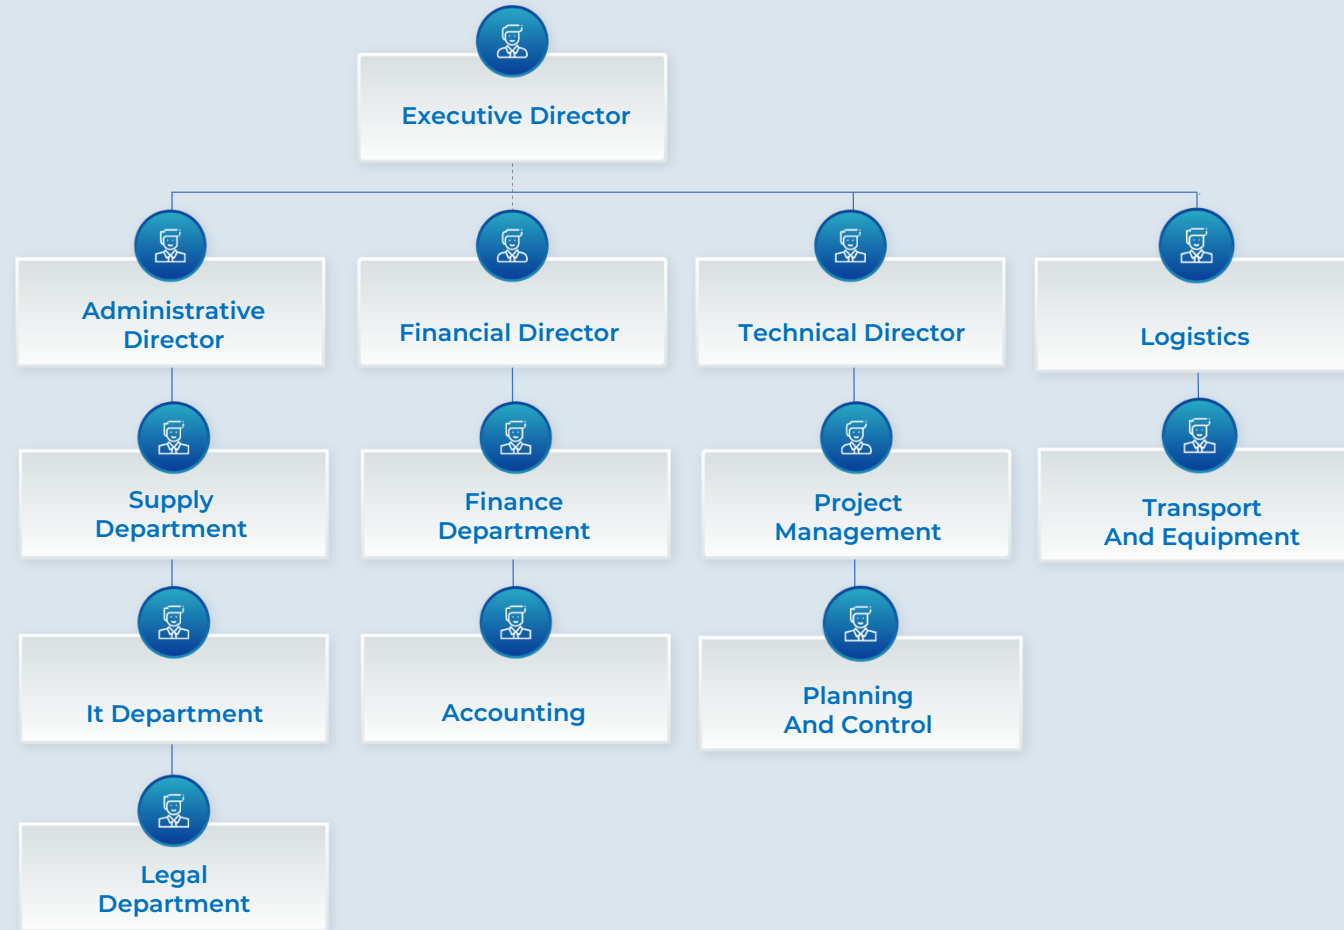 Executive Director
Administrative
Director
Financial Director
Technical Director
Logistics
Supply
Department
Finance
Department
Project
Management
Transport
And Equipment
It Department
Accounting
Planning
And Control
Legal
Department